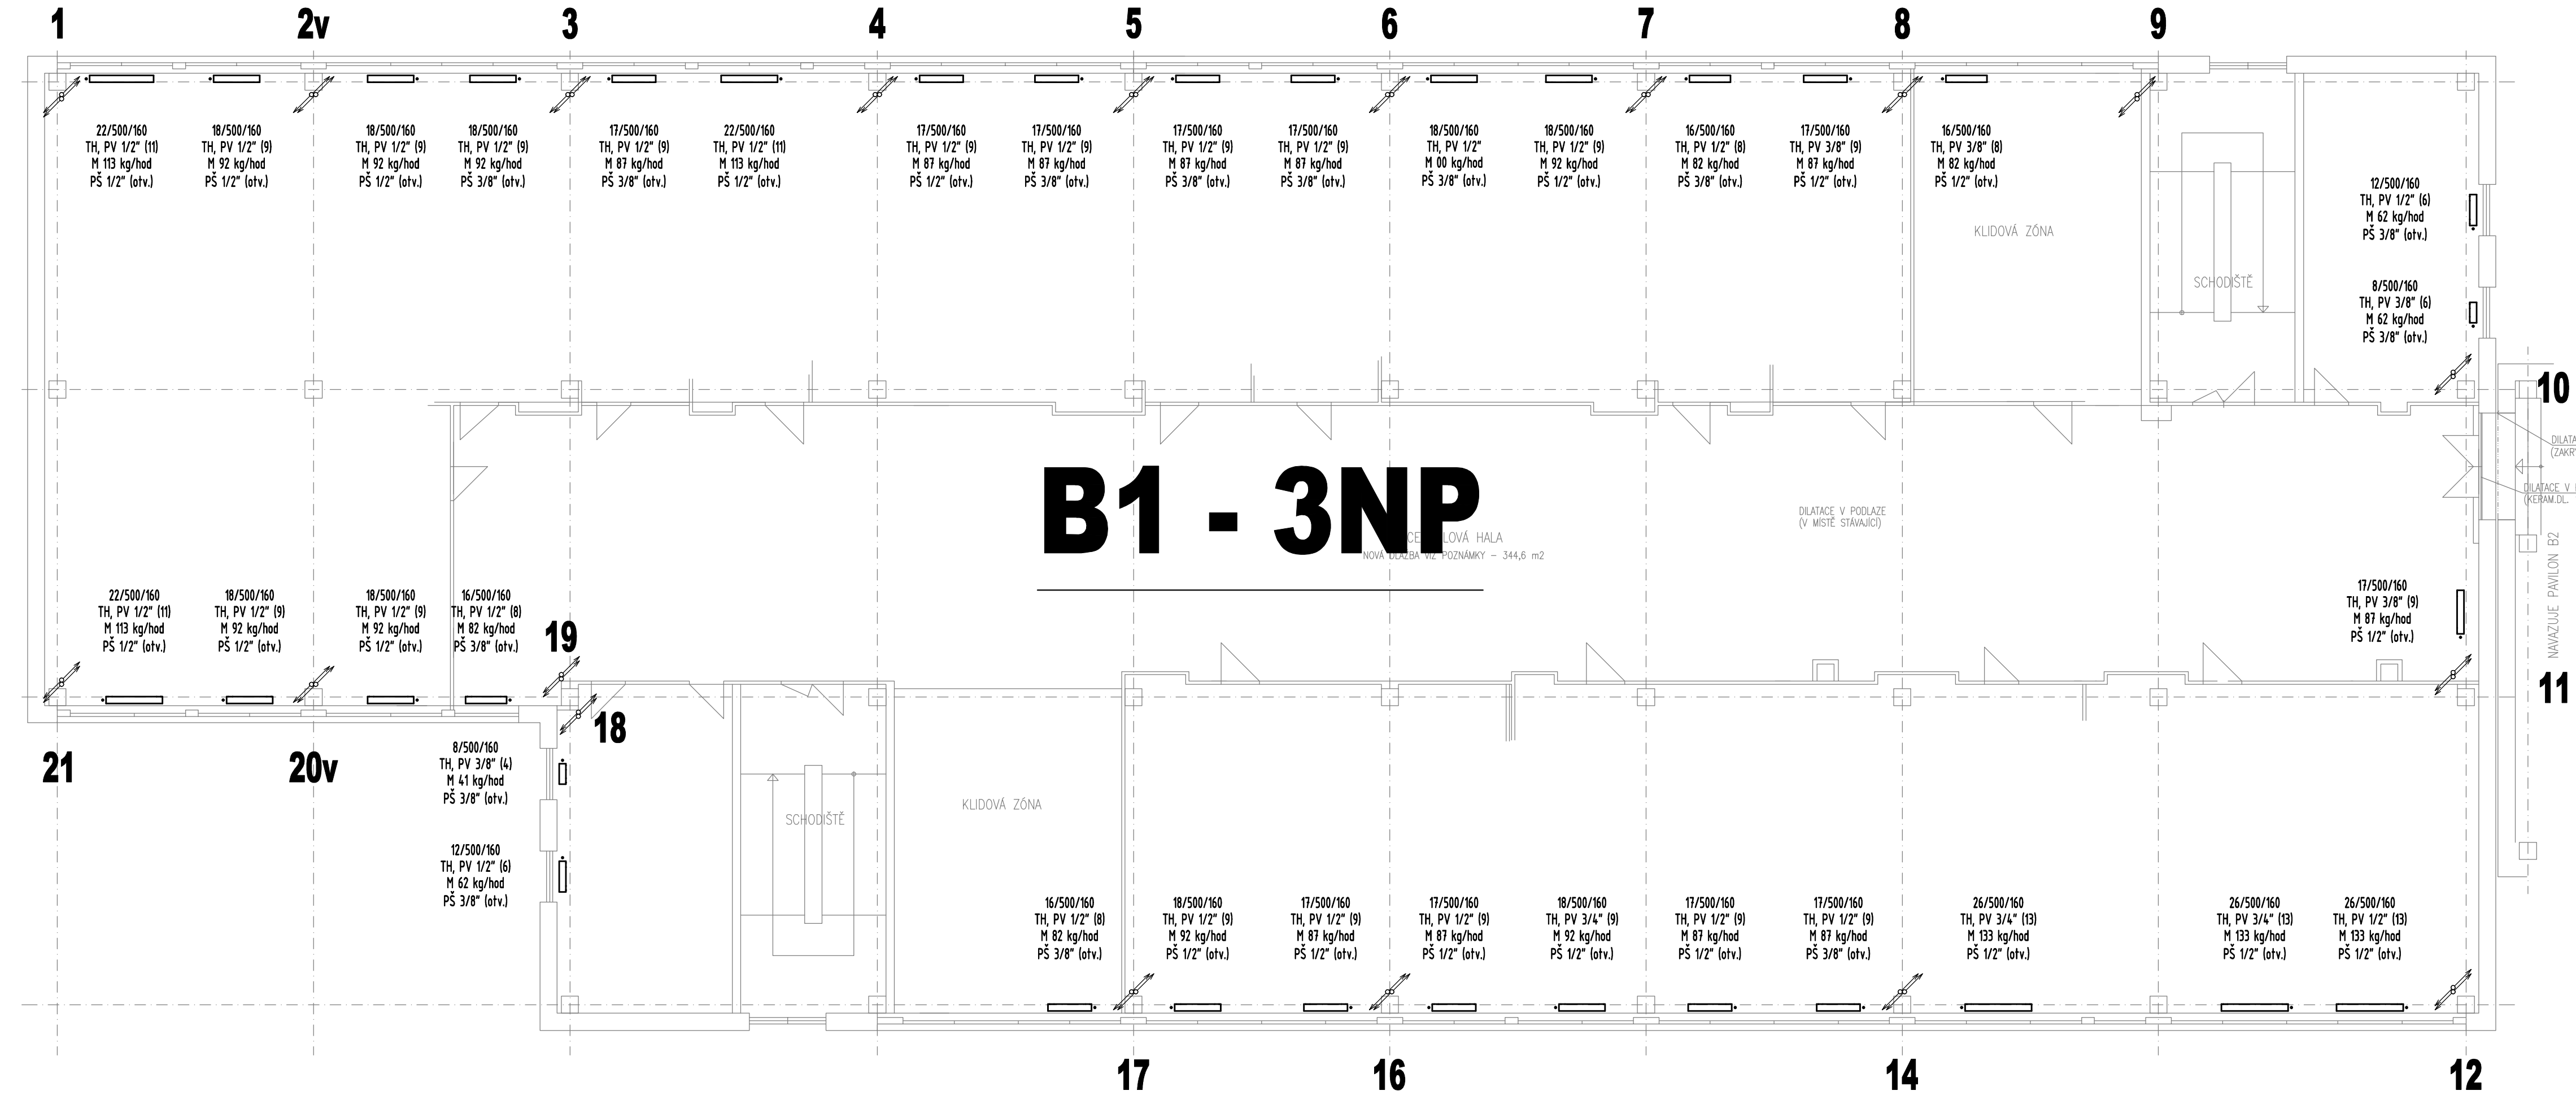 1
2v
3
4
5
6
7
8
9
22/500/160
TH, PV 1/2" (11)
M 113 kg/hod
PŠ 1/2" (otv.)
18/500/160
TH, PV 1/2" (9)
M 92 kg/hod
PŠ 1/2" (otv.)
18/500/160
TH, PV 1/2" (9)
M 92 kg/hod
PŠ 1/2" (otv.)
18/500/160
TH, PV 1/2" (9)
M 92 kg/hod
PŠ 3/8" (otv.)
17/500/160
TH, PV 1/2" (9)
M 87 kg/hod
PŠ 3/8" (otv.)
22/500/160
TH, PV 1/2" (11)
M 113 kg/hod
PŠ 1/2" (otv.)
17/500/160
TH, PV 1/2" (9)
M 87 kg/hod
PŠ 1/2" (otv.)
17/500/160
TH, PV 1/2" (9)
M 87 kg/hod
PŠ 3/8" (otv.)
17/500/160
TH, PV 1/2" (9)
M 87 kg/hod
PŠ 3/8" (otv.)
17/500/160
TH, PV 1/2" (9)
M 87 kg/hod
PŠ 3/8" (otv.)
18/500/160
TH, PV 1/2"
M 00 kg/hod
PŠ 3/8" (otv.)
18/500/160
TH, PV 1/2" (9)
M 92 kg/hod
PŠ 1/2" (otv.)
16/500/160
TH, PV 1/2" (8)
M 82 kg/hod
PŠ 3/8" (otv.)
17/500/160
TH, PV 3/8" (9)
M 87 kg/hod
PŠ 1/2" (otv.)
16/500/160
TH, PV 3/8" (8)
M 82 kg/hod
PŠ 1/2" (otv.)
12/500/160
TH, PV 1/2" (6)
M 62 kg/hod
PŠ 3/8" (otv.)
KLIDOVÁ ZÓNA
SCHODIŠTĚ
8/500/160
TH, PV 3/8" (6)
M 62 kg/hod
PŠ 3/8" (otv.)
10
DILATA
(ZAKRY
DILATACE V
(KERAM.DL.
B1 - 3NP
LOVÁ HALA
NOVÁ DLAŽBA VIZ POZNÁMKY - 344,6 m2
DILATACE V PODLAZE
(V MÍSTĚ STÁVAJÍCÍ)
NAVAZUJE PAVILON B2
22/500/160
TH, PV 1/2" (11)
M 113 kg/hod
PŠ 1/2" (otv.)
18/500/160
TH, PV 1/2" (9)
M 92 kg/hod
PŠ 1/2" (otv.)
18/500/160
TH, PV 1/2" (9)
M 92 kg/hod
PŠ 1/2" (otv.)
16/500/160
TH, PV 1/2" (8)
M 82 kg/hod
PŠ 3/8" (otv.)
19
17/500/160
TH, PV 3/8" (9)
M 87 kg/hod
PŠ 1/2" (otv.)
11
18
21
20v
8/500/160
TH, PV 3/8" (4)
M 41 kg/hod
PŠ 3/8" (otv.)
12/500/160
TH, PV 1/2" (6)
M 62 kg/hod
PŠ 3/8" (otv.)
SCHODIŠTĚ
KLIDOVÁ ZÓNA
16/500/160
TH, PV 1/2" (8)
M 82 kg/hod
PŠ 3/8" (otv.)
18/500/160
TH, PV 1/2" (9)
M 92 kg/hod
PŠ 1/2" (otv.)
17/500/160
TH, PV 1/2" (9)
M 87 kg/hod
PŠ 1/2" (otv.)
17/500/160
TH, PV 1/2" (9)
M 87 kg/hod
PŠ 1/2" (otv.)
18/500/160
TH, PV 3/4" (9)
M 92 kg/hod
PŠ 1/2" (otv.)
17/500/160
TH, PV 1/2" (9)
M 87 kg/hod
PŠ 1/2" (otv.)
17/500/160
TH, PV 1/2" (9)
M 87 kg/hod
PŠ 3/8" (otv.)
26/500/160
TH, PV 3/4" (13)
M 133 kg/hod
PŠ 1/2" (otv.)
26/500/160
TH, PV 3/4" (13)
M 133 kg/hod
PŠ 1/2" (otv.)
26/500/160
TH, PV 1/2" (13)
M 133 kg/hod
PŠ 1/2" (otv.)
17
16
14
12